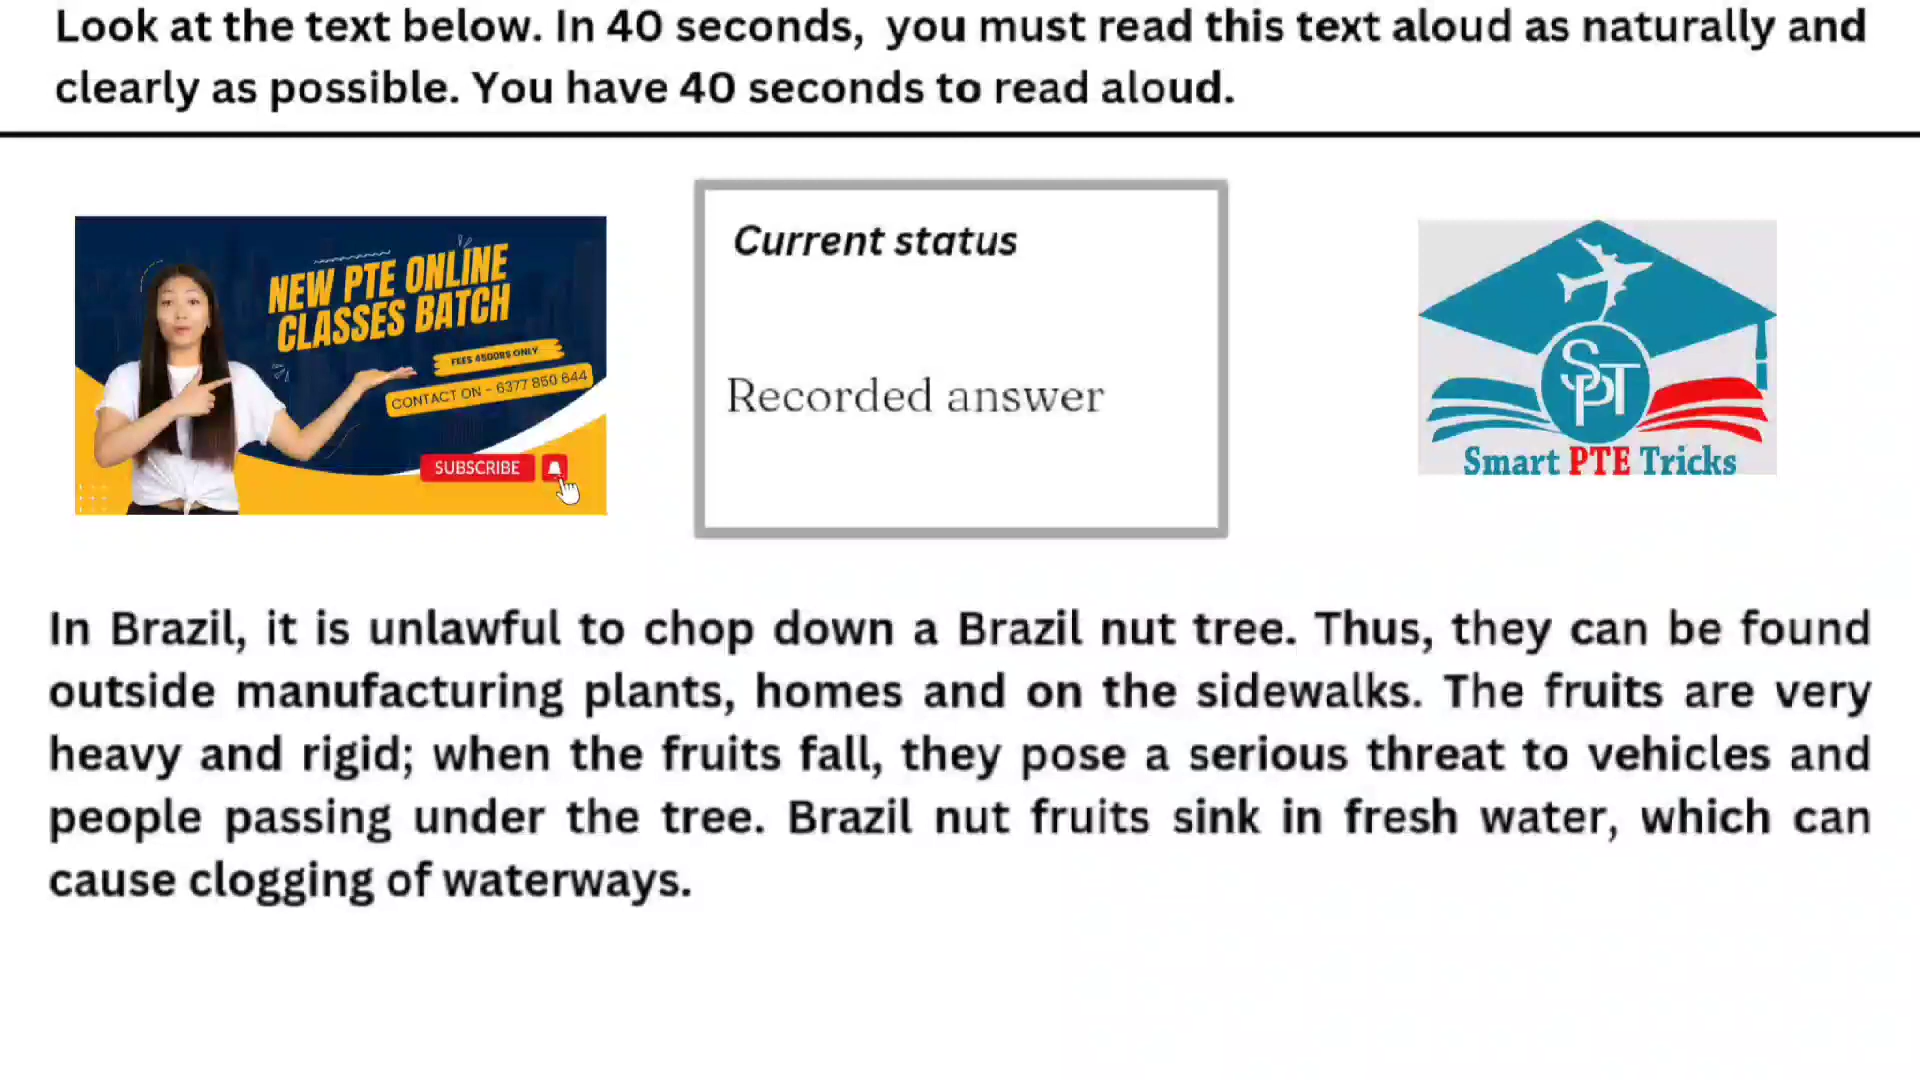 Look at the text below. In 40 seconds, you must read this text aloud as naturally and
clearly as possible. You have 40 seconds to read aloud.
NEW PTE ONLINE
CLASSES BATCH
FEES 4500RS ONLY
CONTACT ON - 6377 850 644
SUBSCRIBE
Current status
Recorded answer
SPT
Smart PTE Tricks
In Brazil, it is unlawful to chop down a Brazil nut tree. Thus, they can be found
outside manufacturing plants, homes and on the sidewalks. The fruits are very
heavy and rigid; when the fruits fall, they pose a serious threat to vehicles and
people passing under the tree. Brazil nut fruits sink in fresh water, which can
cause clogging of waterways.